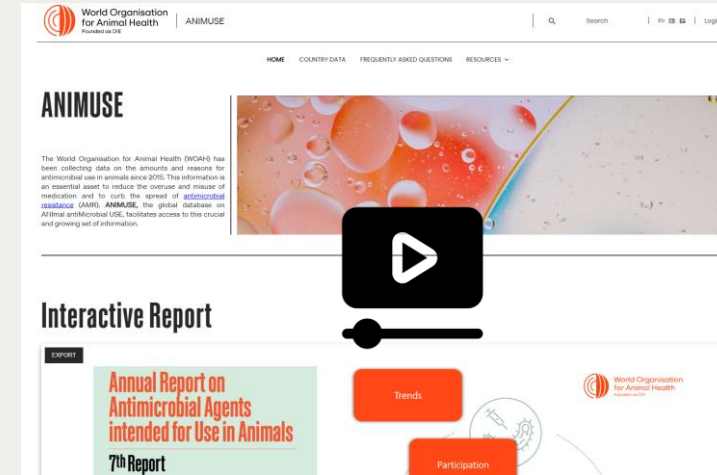 World Organisation
for Animal Health
Founded as OIE
ANIMUSE
Search
EN FR ES
Login
HOME COUNTRY DATA FREQUENTLY ASKED QUESTIONS RESOURCES
ANIMUSE
The World Organisation for Animal Health (WOAH) has
been collecting data on the amounts and reasons for
antimicrobial use in animals since 2015. This information is
an essential asset to reduce the overuse and misuse of
medication and to curb the spread of antimicrobial
resistance (AMR). ANIMUSE, the global database on
ANImal antiMicrobial USE, facilitates access to this crucial
and growing set of information.
Interactive Report
EXPORT
Annual Report on
Antimicrobial Agents
intended for Use in Animals
7th Report
Trends
Participation
World Organisation
for Animal Health
Founded as OIE